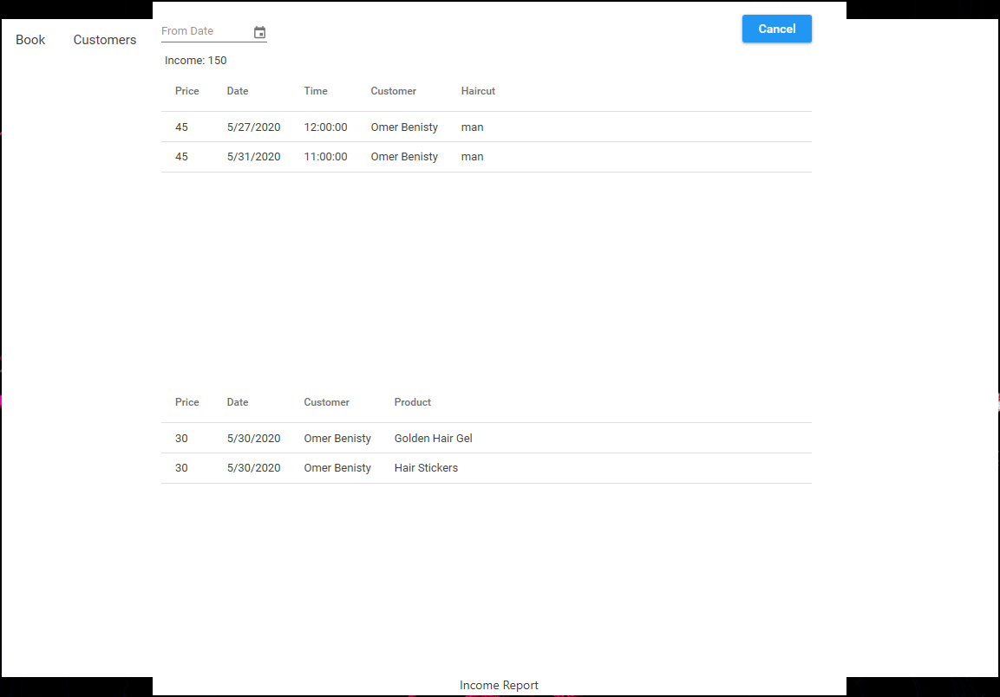 Book Customers
From Date
Cancel
Income: 150
Price Date Time Customer Haircut
45 5/27/2020 12:00:00 Omer Benisty man
45 5/31/2020 11:00:00 Omer Benisty man
Price Date Customer Product
30 5/30/2020 Omer Benisty Golden Hair Gel
30 5/30/2020 Omer Benisty Hair Stickers
Income Report